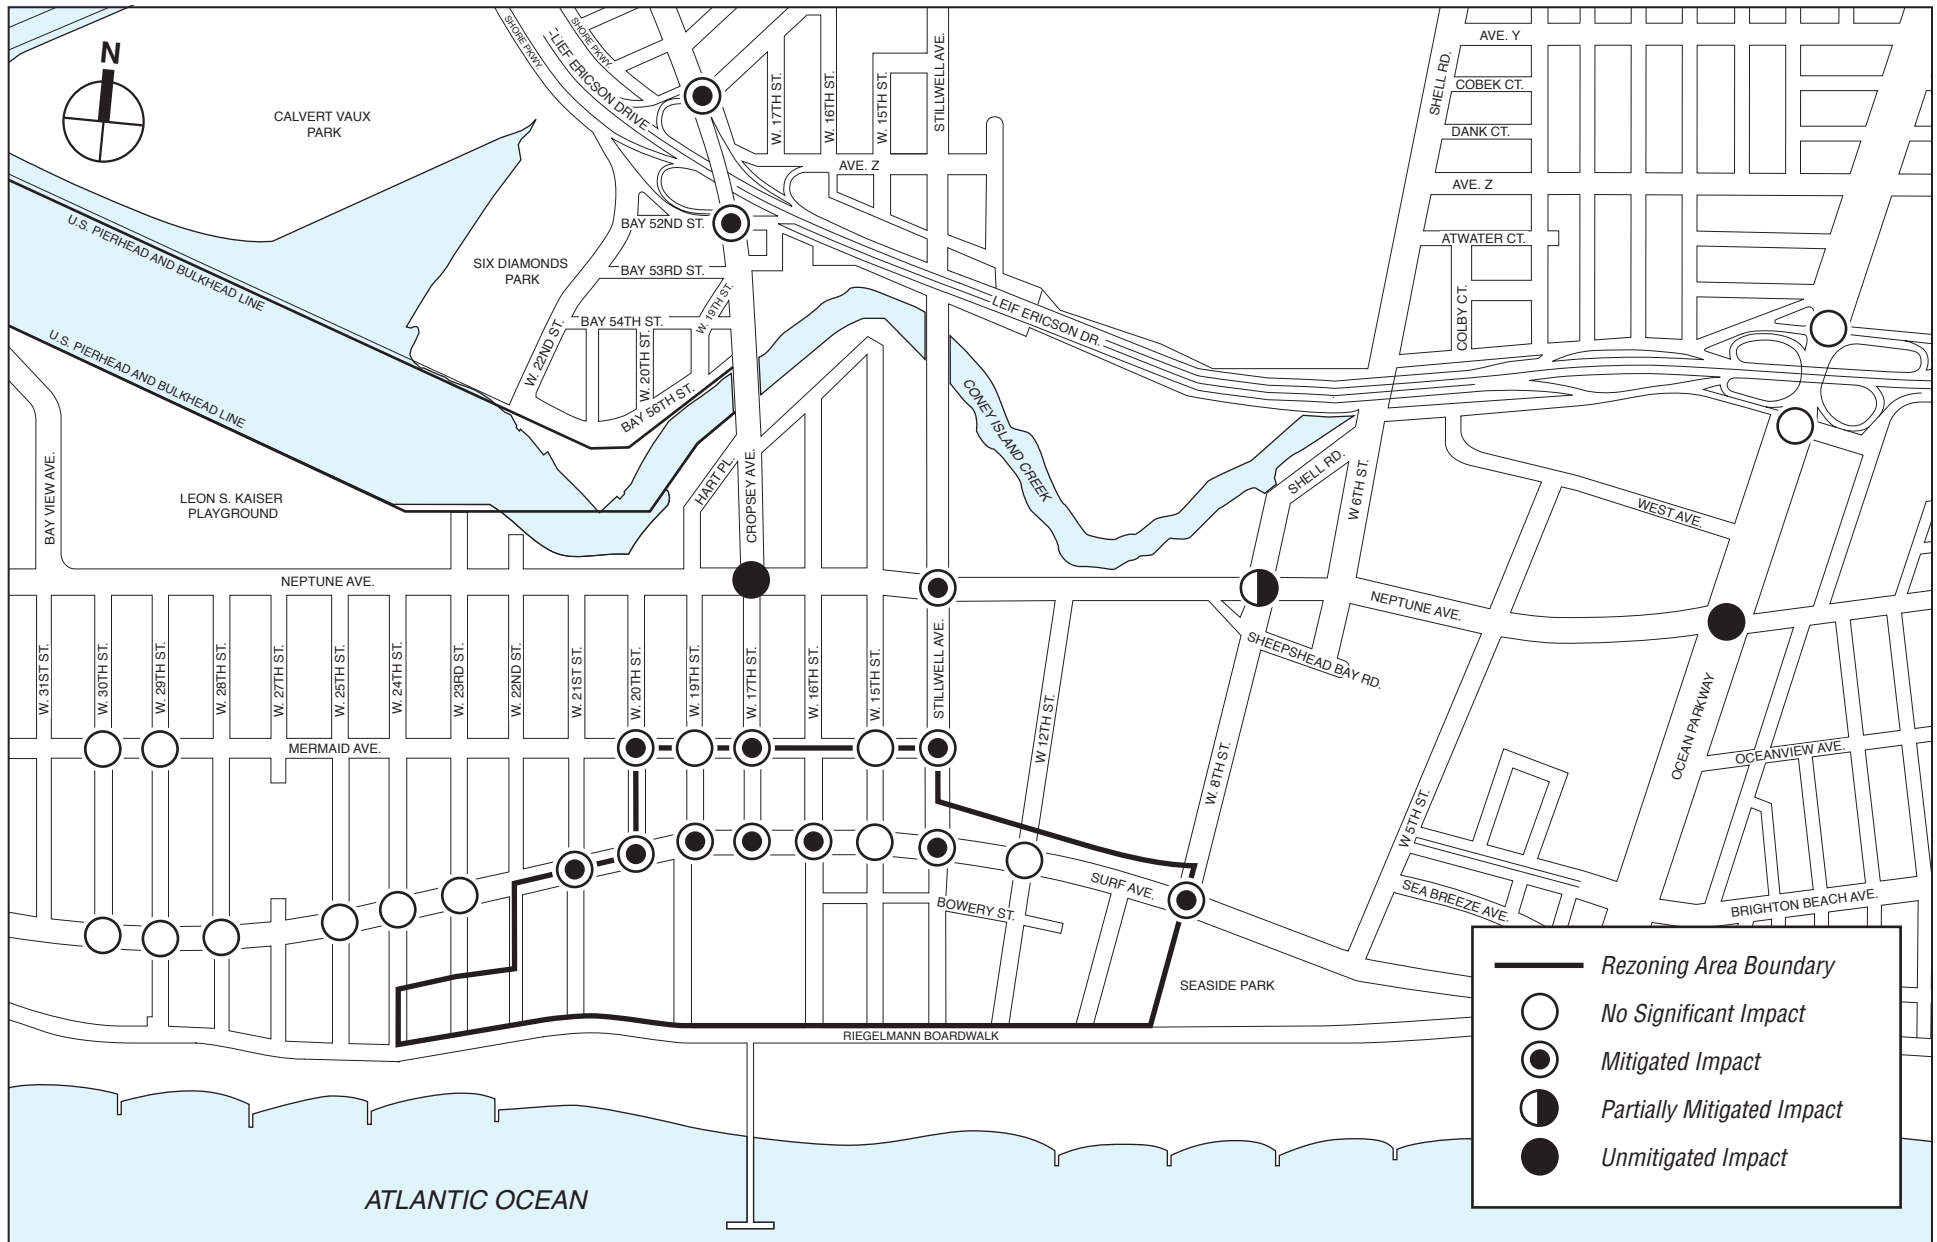 N
CALVERT VAUX
PARK
SHORE PKWY.
SHORE PKWY.
LIEF ERICSON DRIVE
W. 17TH ST.
W. 16TH ST.
W. 15TH ST.
STILLWELL AVE.
AVE. Z
SHELL RD.
AVE. Y
COBEK CT.
DANK CT.
AVE. Z
ATWATER CT.
COLBY CT.
U.S. PIERHEAD AND BULKHEAD LINE
U.S. PIERHEAD AND BULKHEAD LINE
SIX DIAMONDS
PARK
BAY 52ND ST.
BAY 53RD ST.
BAY 54TH ST.
W. 19TH ST.
W. 22ND ST.
W. 20TH ST.
BAY 56TH ST.
LEIF ERICSON DR.
CONEY ISLAND CREEK
BAY VIEW AVE.
LEON S. KAISER
PLAYGROUND
HART PL.
CROPSEY AVE.
SHELL RD.
W 6TH ST.
WEST AVE.
NEPTUNE AVE.
NEPTUNE AVE.
SHEEPSHEAD BAY RD.
W. 31ST ST.
W. 30TH ST.
W. 29TH ST.
W. 28TH ST.
W. 27TH ST.
W. 25TH ST.
W. 24TH ST.
W. 23RD ST.
W. 22ND ST.
W. 21ST ST.
W. 20TH ST.
W. 19TH ST.
W. 17TH ST.
W. 16TH ST.
W. 15TH ST.
STILLWELL AVE.
W 12TH ST.
W. 8TH ST.
W 5TH ST.
OCEAN PARKWAY
OCEANVIEW AVE.
MERMAID AVE.
SURF AVE.
BOWERY ST.
SEA BREEZE AVE.
BRIGHTON BEACH AVE.
SEASIDE PARK
RIEGELMANN BOARDWALK
ATLANTIC OCEAN
Rezoning Area Boundary
No Significant Impact
Mitigated Impact
Partially Mitigated Impact
Unmitigated Impact